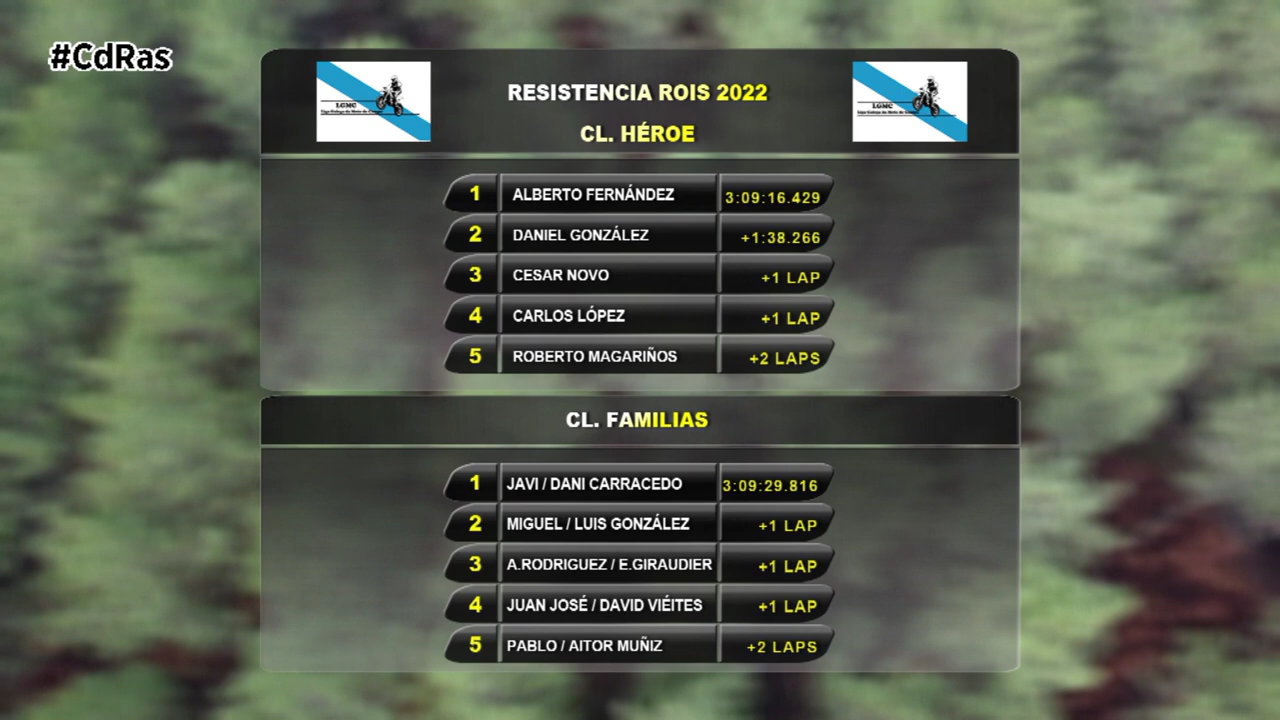 #CdRas
RESISTENCIA ROIS 2022
CL. HÉROE
LGMC
LGMC
1 ALBERTO FERNÁNDEZ 3:09:16.429
2 DANIEL GONZÁLEZ +1:38.266
3 CESAR NOVO +1 LAP
4 CARLOS LÓPEZ +1 LAP
5 ROBERTO MAGARIÑOS +2 LAPS
CL. FAMILIAS
1 JAVI / DANI CARRACEDO 3:09:29.816
2 MIGUEL / LUIS GONZÁLEZ +1 LAP
3 A.RODRIGUEZ / E.GIRAUDIER +1 LAP
4 JUAN JOSÉ / DAVID VIÉITES +1 LAP
5 PABLO / AITOR MUÑIZ +2 LAPS